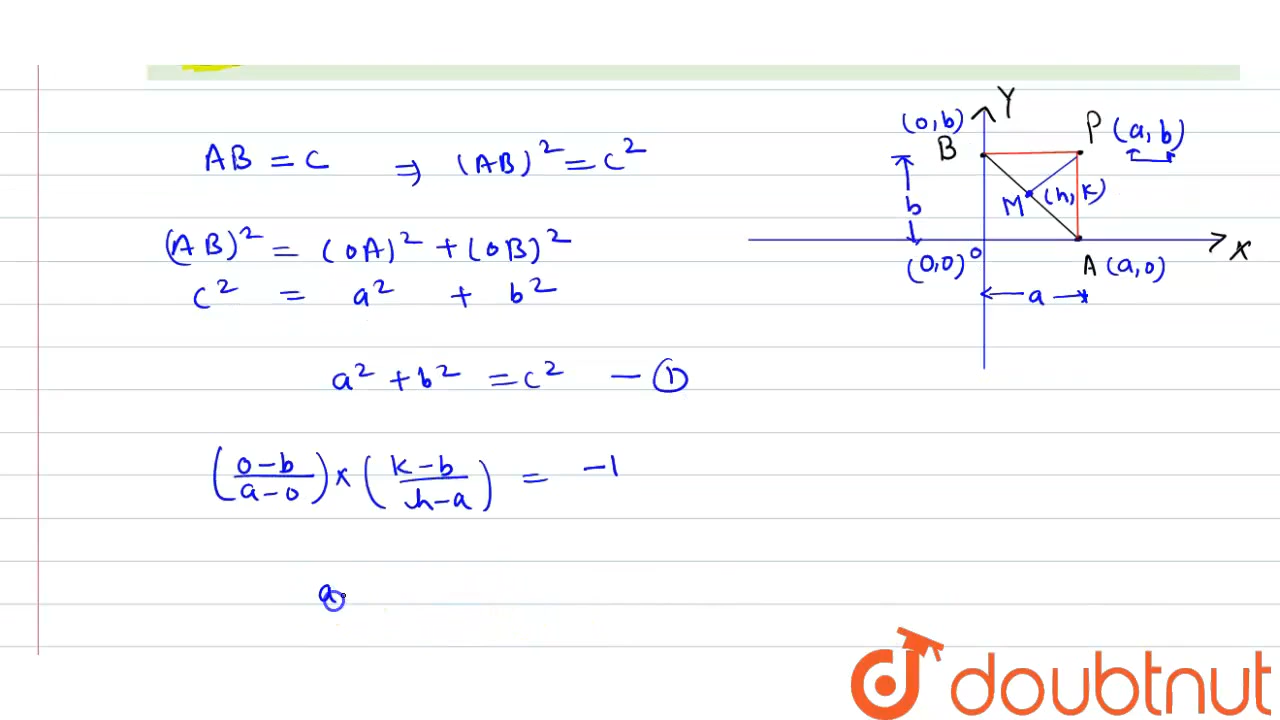 AB = c ⇒ (AB)² = c²
(AB)² = (OA)² + (OB)²
c² = a² + b²
a² + b² = c² — ①
((0-b)/(a-0)) × ((k-b)/(h-a)) = -1
a
Y
(0,b)
B
P (a,b)
b
M (h,k)
X
(0,0) 0
A (a,0)
a
doubtnut